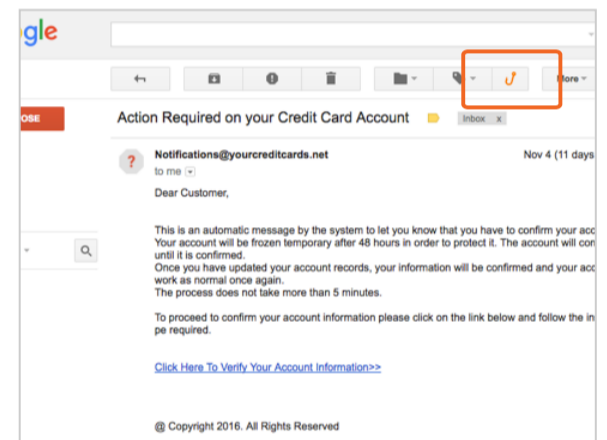 gle
More
OSE
Action Required on your Credit Card Account Inbox x
?
Notifications@yourcreditcards.net Nov 4 (11 days
to me
Dear Customer,
This is an automatic message by the system to let you know that you have to confirm your acc
Your account will be frozen temporary after 48 hours in order to protect it. The account will con
until it is confirmed.
Once you have updated your account records, your information will be confirmed and your acc
work as normal once again.
The process does not take more than 5 minutes.
To proceed to confirm your account information please click on the link below and follow the in
pe required.
Click Here To Verify Your Account Information>>
@ Copyright 2016. All Rights Reserved